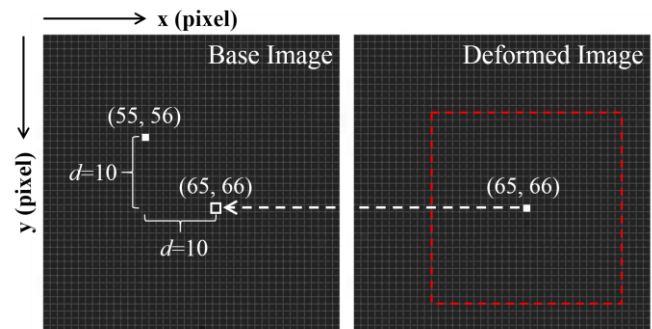 x (pixel)
y (pixel)
Base Image
(55, 56)
d=10
(65, 66)
d=10
Deformed Image
(65, 66)